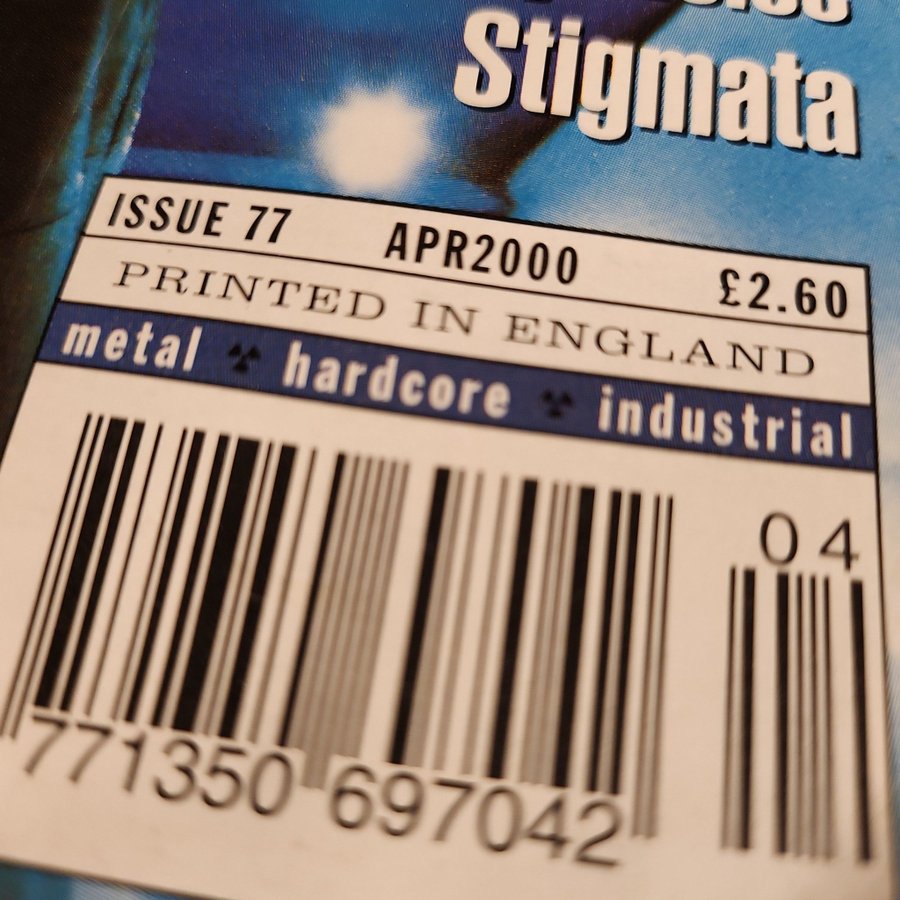 Stigmata
ISSUE 77 APR2000 £2.60
PRINTED IN ENGLAND
metal hardcore industrial
04
771350 697042